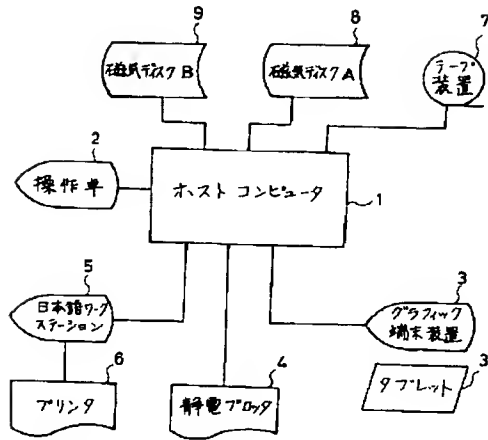 9
8
7
磁気ディスクB
磁気ディスクA
テープ
装置
2
操作卓
ホストコンピュータ
1
5
日本語ワーク
ステーション
3
グラフィック
端末装置
6
プリンタ
4
静電プロッタ
タブレット
3